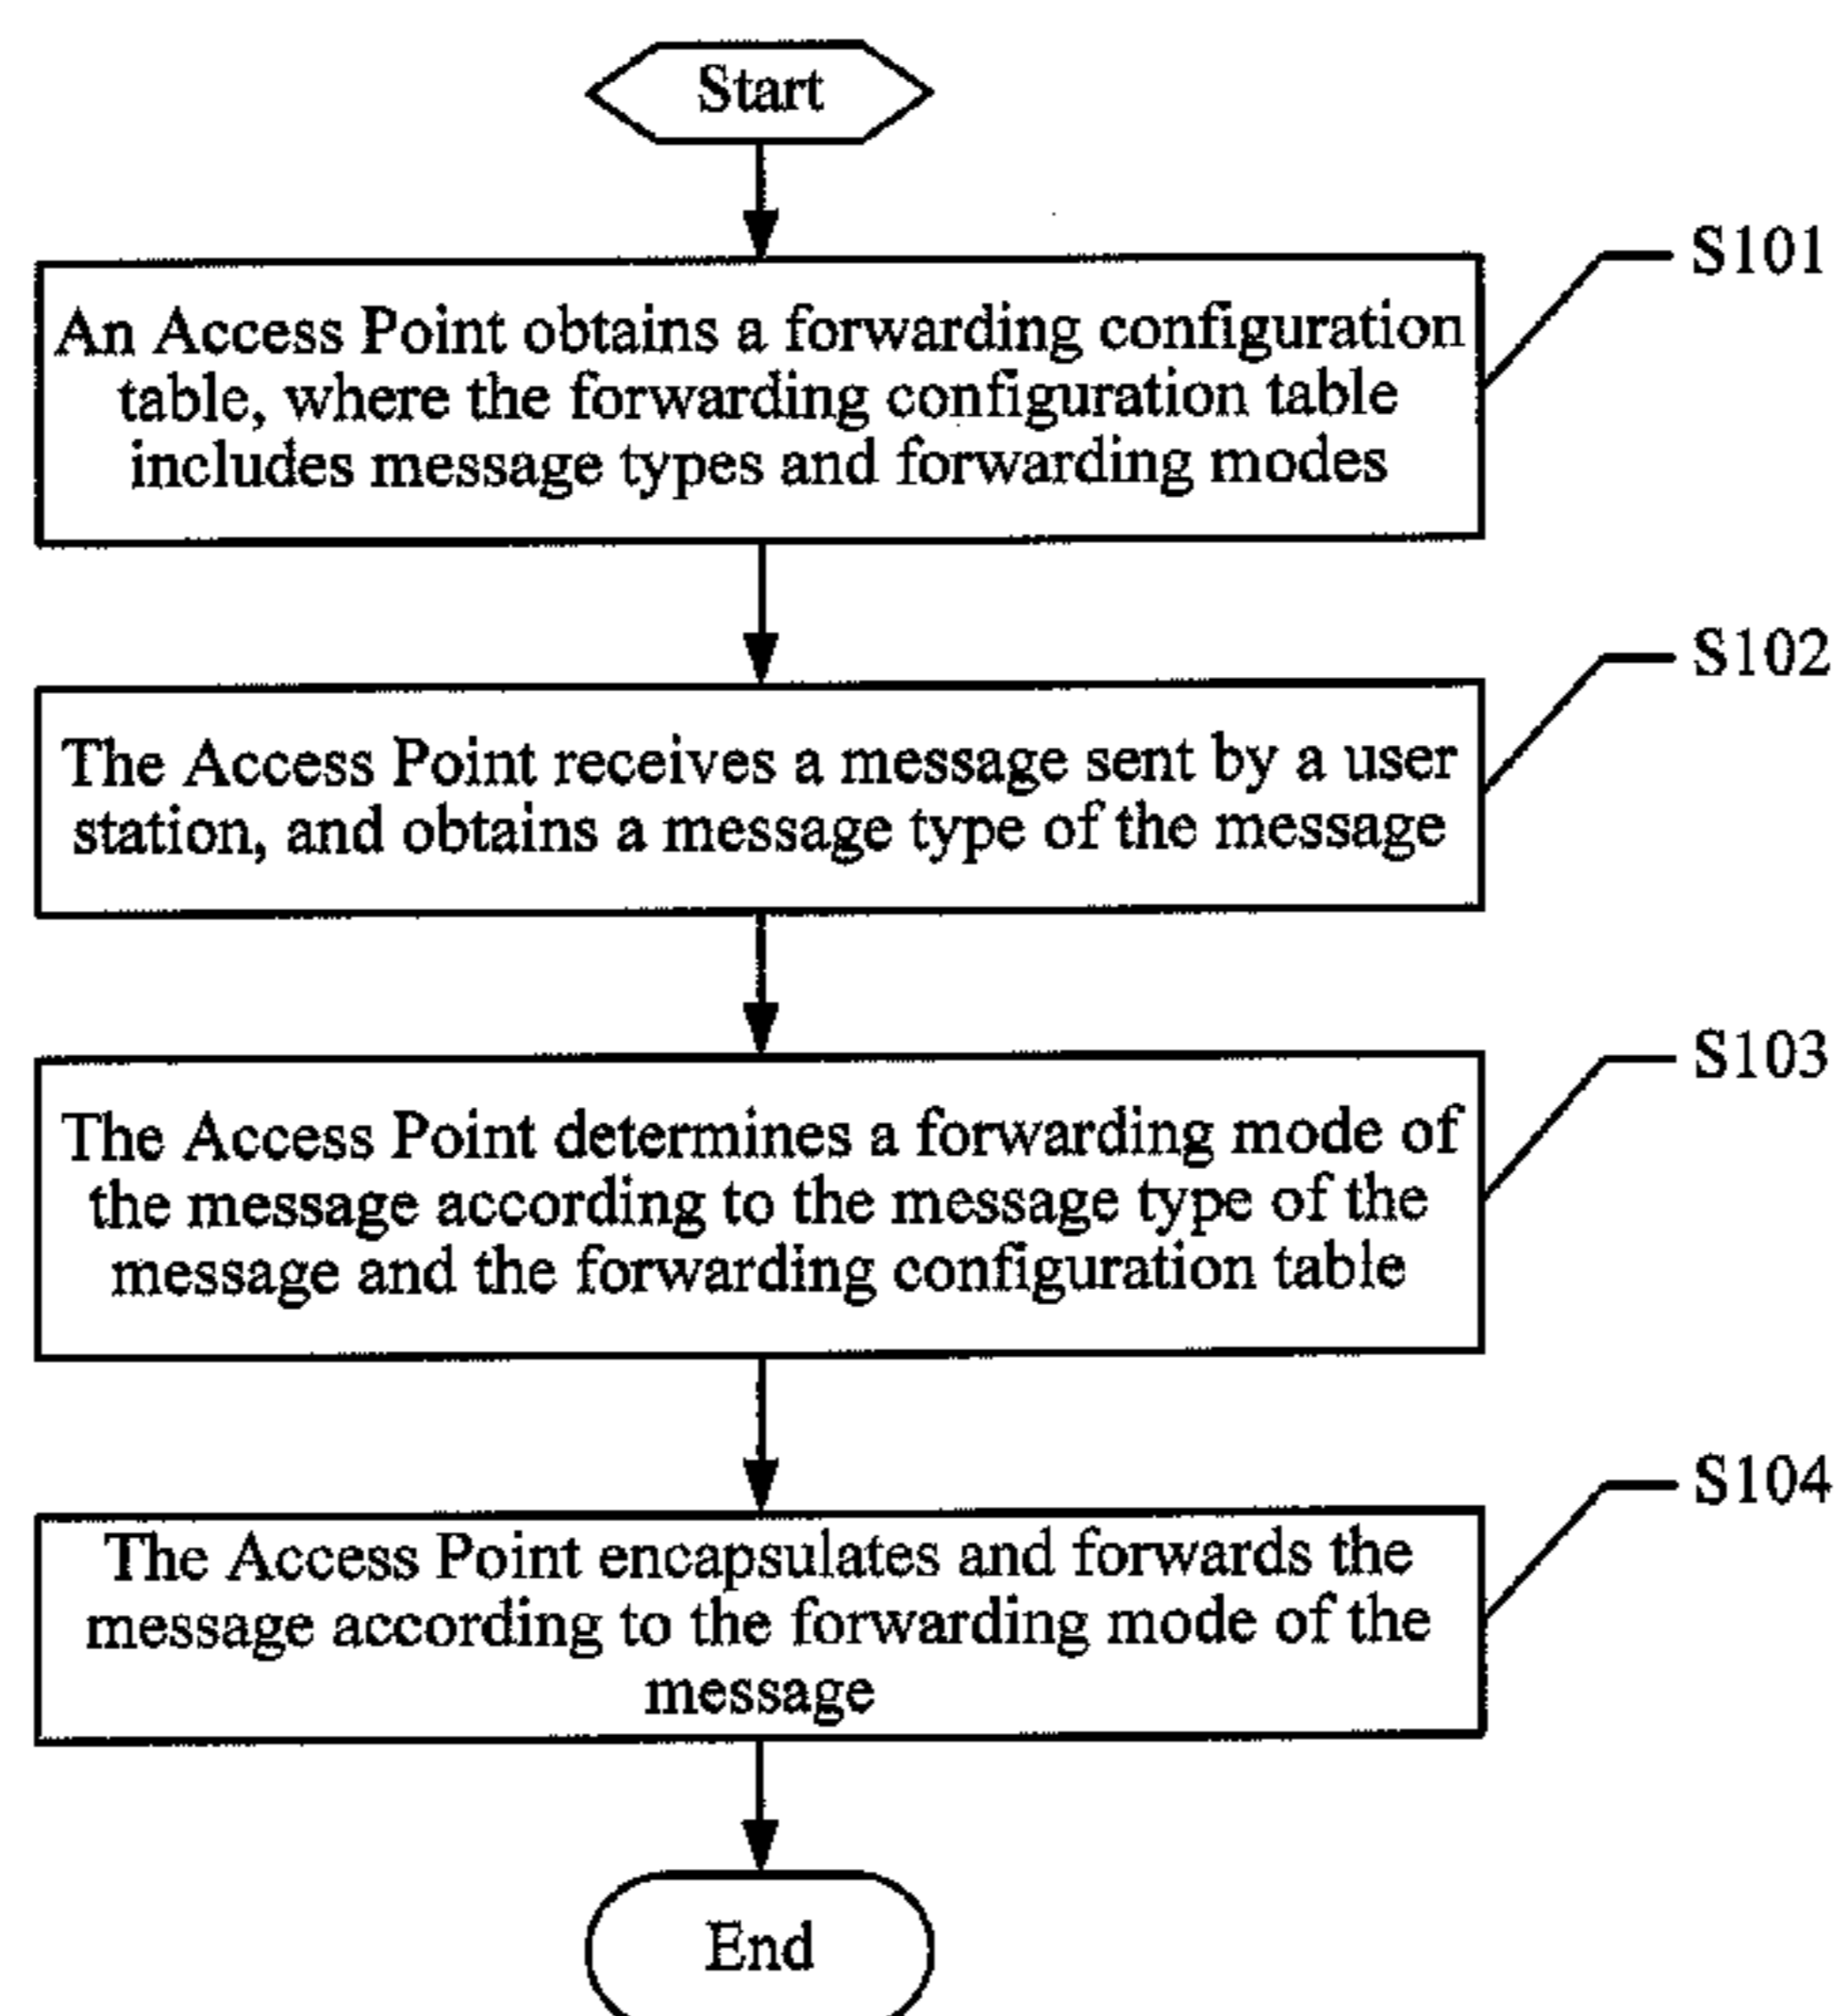 Start
S101
An Access Point obtains a forwarding configuration
table, where the forwarding configuration table
includes message types and forwarding modes
S102
The Access Point receives a message sent by a user
station, and obtains a message type of the message
S103
The Access Point determines a forwarding mode of
the message according to the message type of the
message and the forwarding configuration table
S104
The Access Point encapsulates and forwards the
message according to the forwarding mode of the
message
End